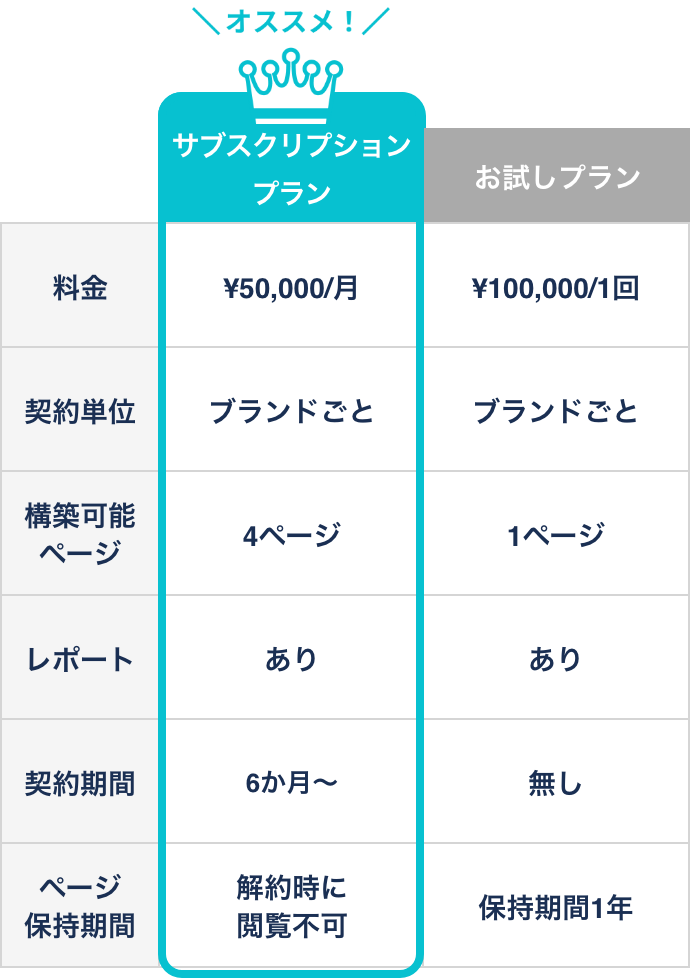 オススメ！
サブスクリプション
プラン
お試しプラン
料金
¥50,000/月
¥100,000/1回
契約単位
ブランドごと
ブランドごと
構築可能
ページ
4ページ
1ページ
レポート
あり
あり
契約期間
6か月〜
無し
ページ
保持期間
解約時に
閲覧不可
保持期間1年